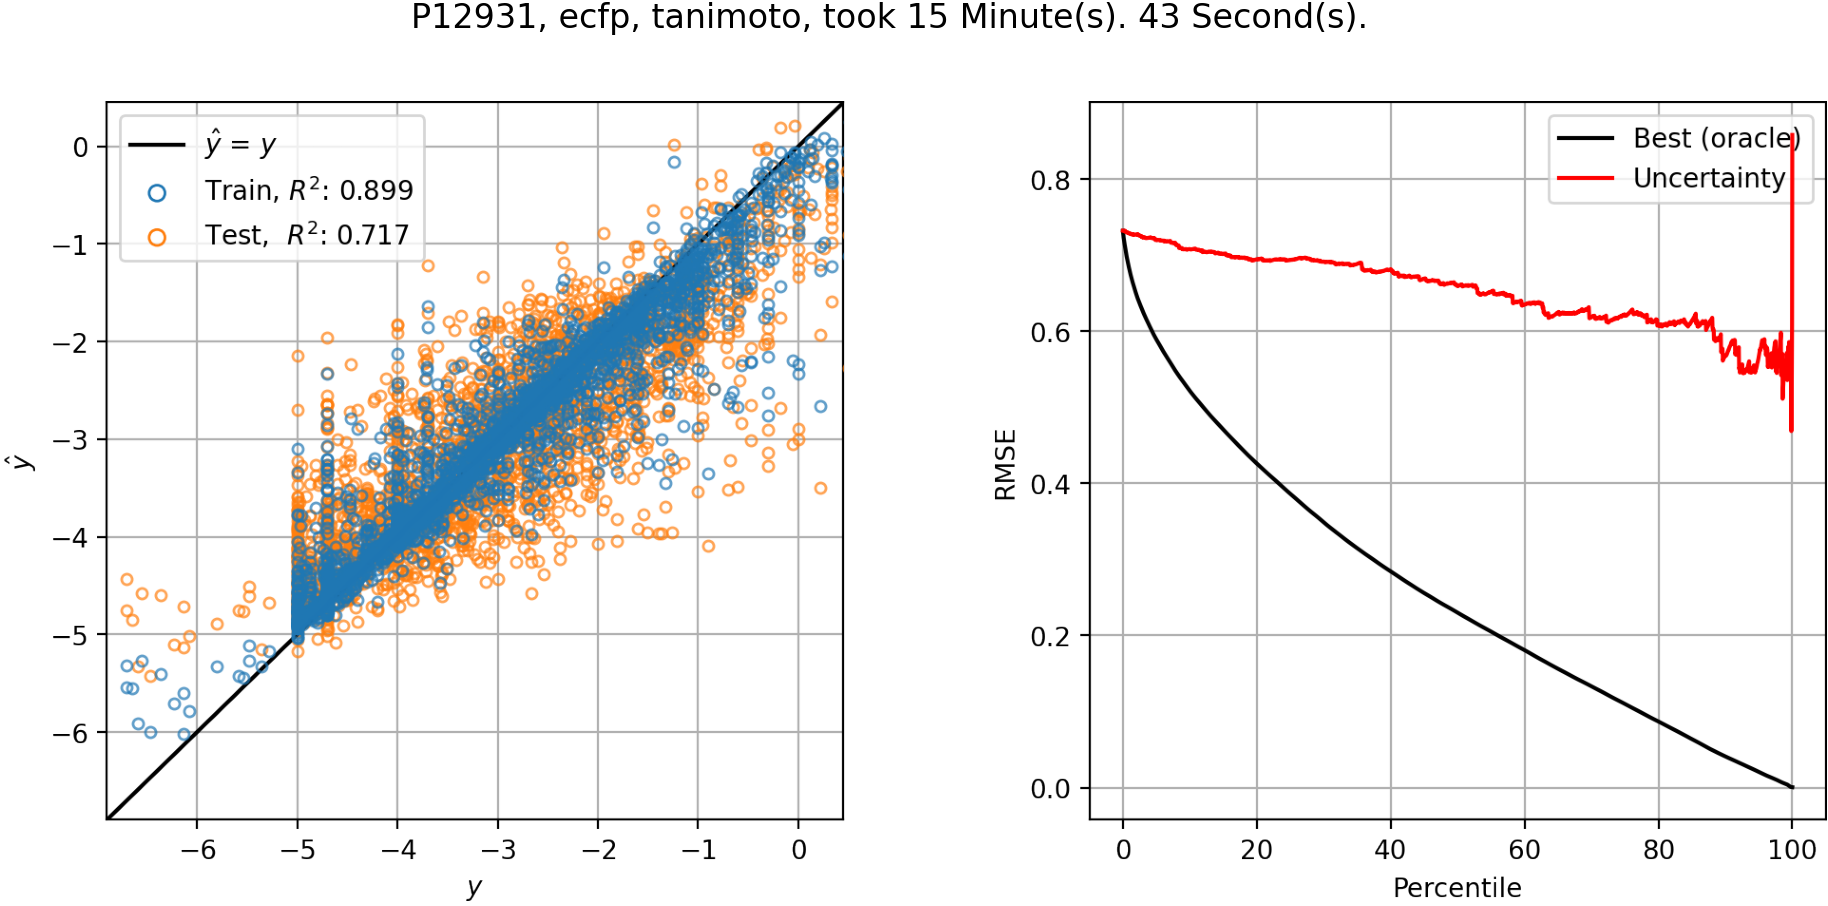 P12931, ecfp, tanimoto, took 15 Minute(s). 43 Second(s).
ŷ = y
Train, R²: 0.899
Test, R²: 0.717
0
−1
−2
−3
−4
−5
−6
ŷ
−6 −5 −4 −3 −2 −1 0
y
Best (oracle)
Uncertainty
0.8
0.6
0.4
0.2
0.0
RMSE
0 20 40 60 80 100
Percentile